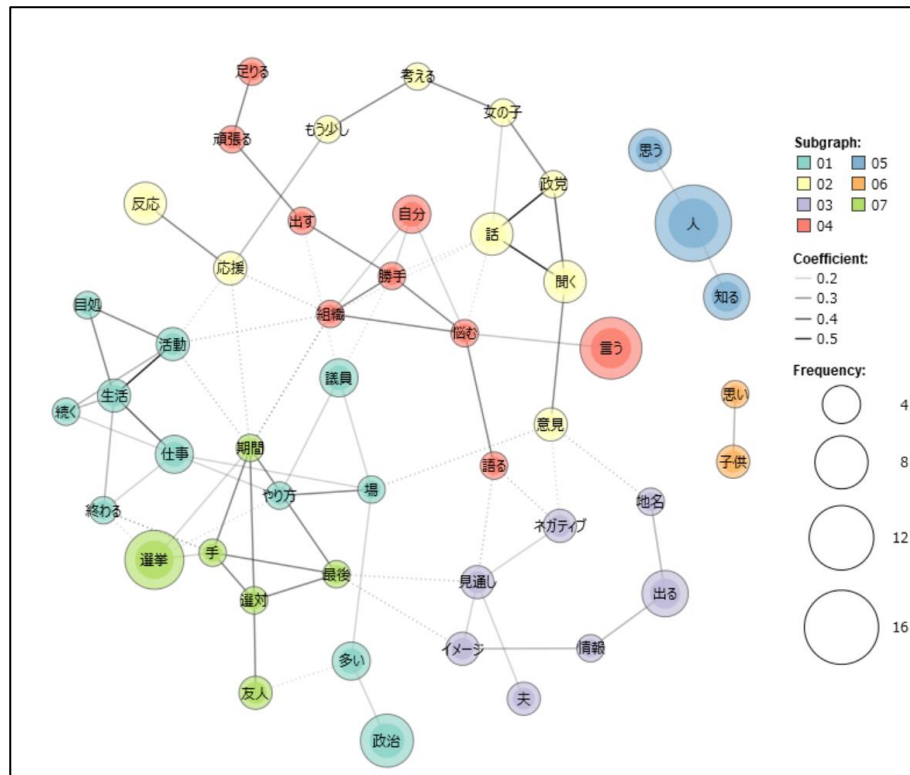 足りる
考える
頑張る
もう少し
女の子
思う
政党
反応
出す
自分
話
人
応援
勝手
聞く
知る
目処
組織
活動
悩む
言う
議員
生活
続く
思い
意見
期間
仕事
語る
子供
やり方
場
終わる
地名
ネガティブ
選挙
手
最後
見通し
選対
出る
イメージ
情報
多い
友人
夫
政治
Subgraph:
01 05
02 06
03 07
04
Coefficient:
0.2
0.3
0.4
0.5
Frequency:
4
8
12
16